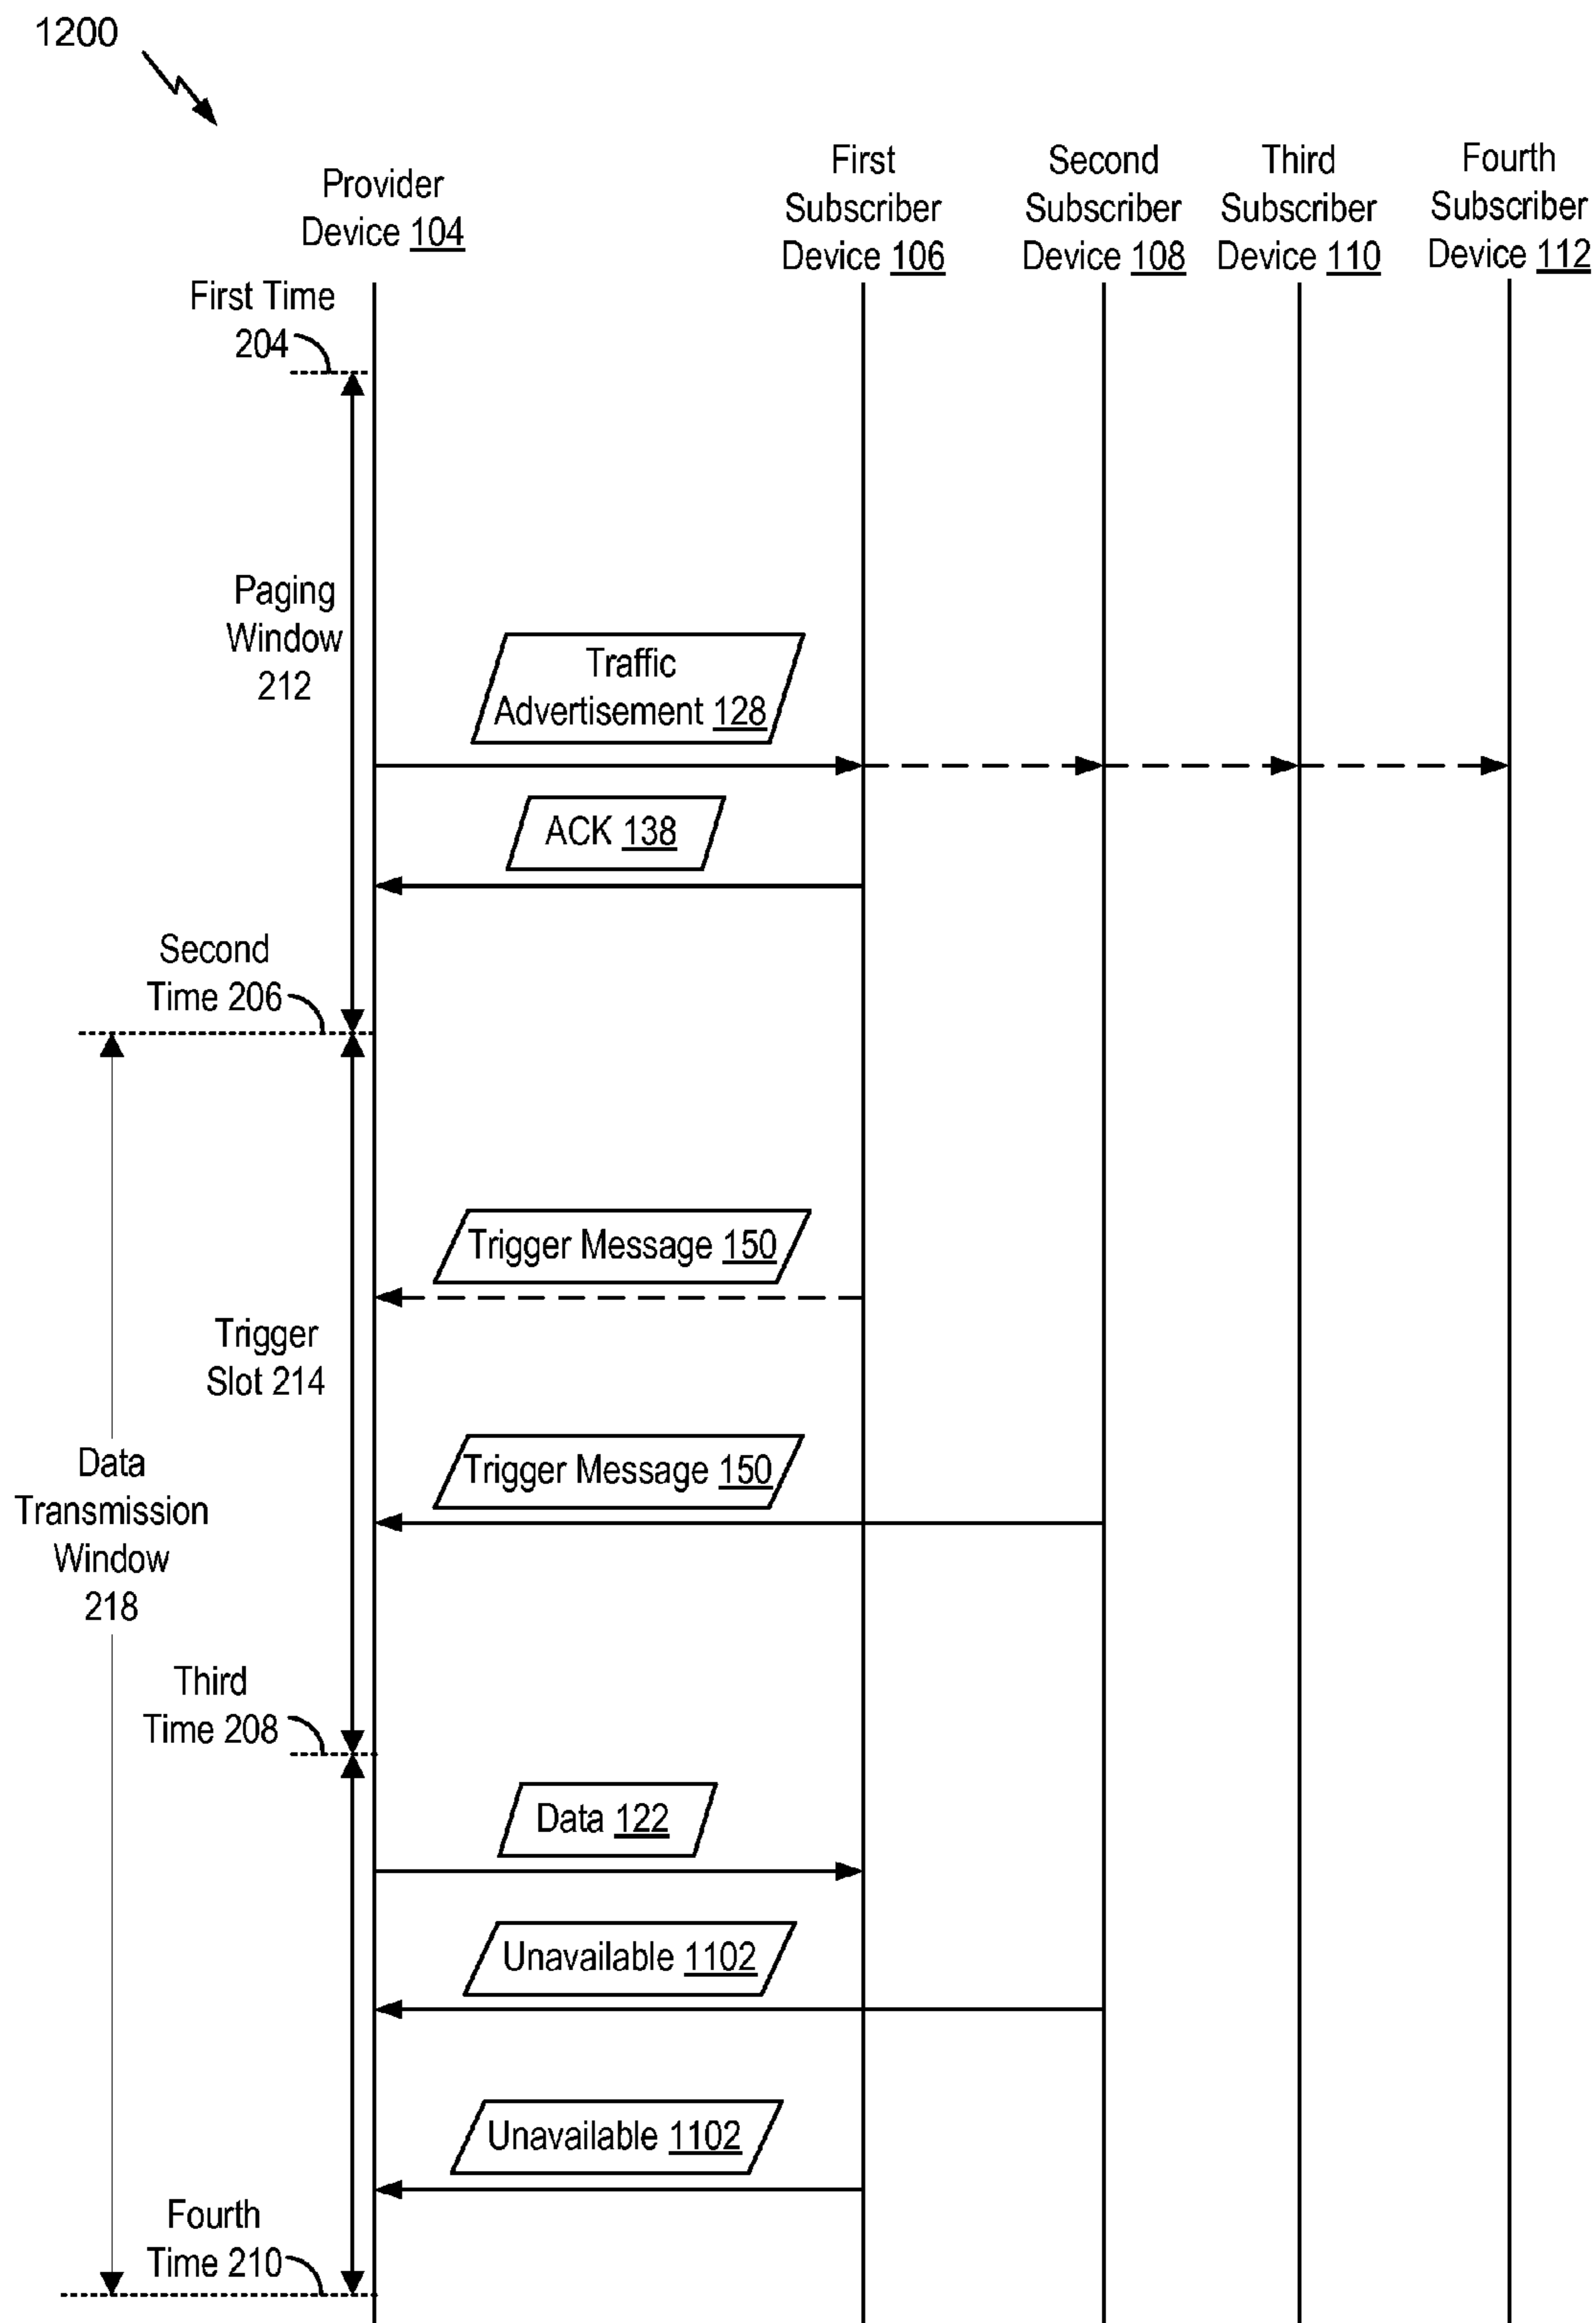 1200
Provider
Device 104
First
Subscriber
Device 106
Second
Subscriber
Device 108
Third
Subscriber
Device 110
Fourth
Subscriber
Device 112
First Time
204
Paging
Window
212
Traffic
Advertisement 128
ACK 138
Second
Time 206
Trigger Message 150
Trigger
Slot 214
Trigger Message 150
Data
Transmission
Window
218
Third
Time 208
Data 122
Unavailable 1102
Unavailable 1102
Fourth
Time 210